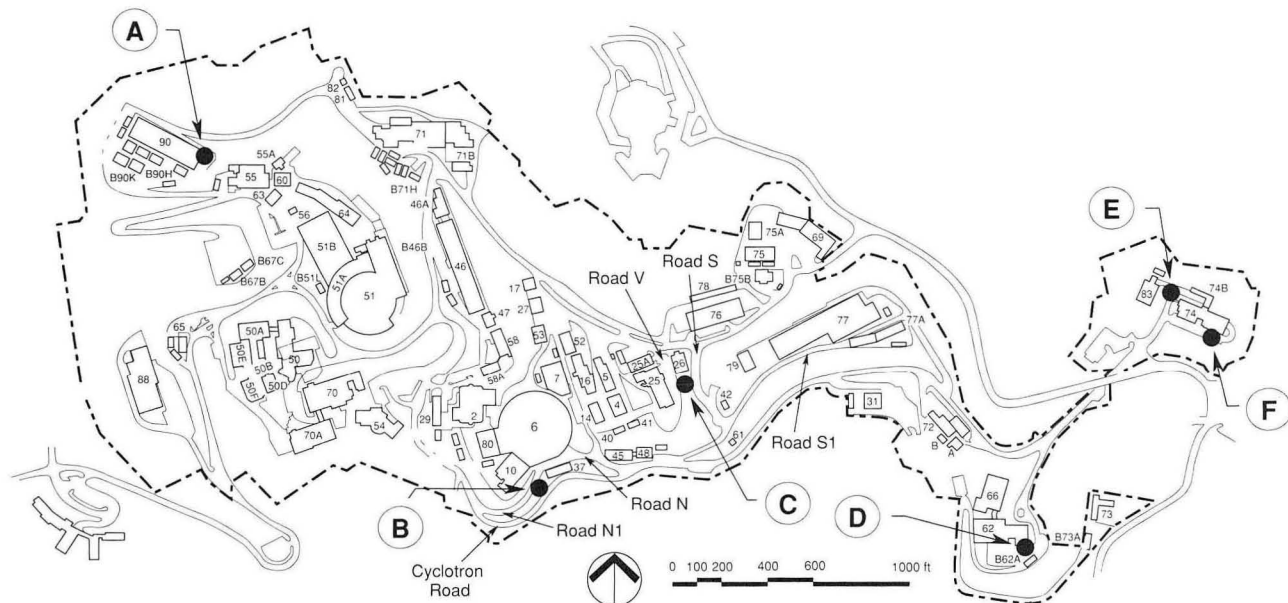 A
82
81
90
71
71B
55A
B90K
B90H
55
60
63
B71H
46A
56
64
E
51B
B46B
75A
69
B67C
B67B
B51L
51A
51
46
Road S
75
B75B
83
74B
74
Road V
78
76
17
27
47
53
58
77
77A
65
50A
50E
50
50B
50D
50F
52
25A
26
25
79
88
58A
7
16
5
F
70
29
2
14
4
42
31
54
6
41
40
61
72
B
A
70A
80
45
48
Road S1
10
37
66
73
Road N
B
C
D
62
B73A
Road N1
B62A
Cyclotron
Road
0 100 200 400 600 1000 ft